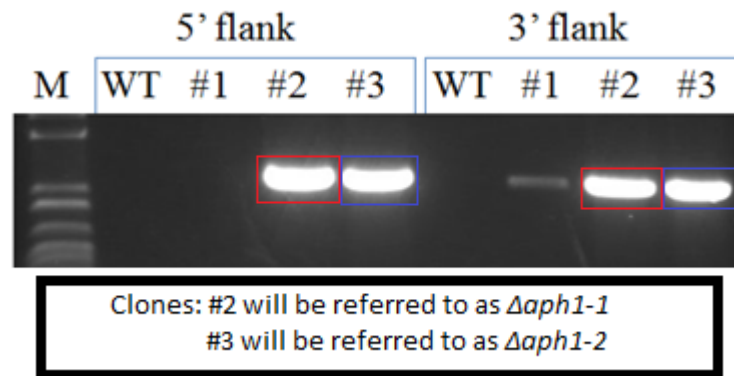 5’ flank 3’ flank
M WT #1 #2 #3 WT #1 #2 #3
Clones: #2 will be referred to as Δaph1-1
#3 will be referred to as Δaph1-2